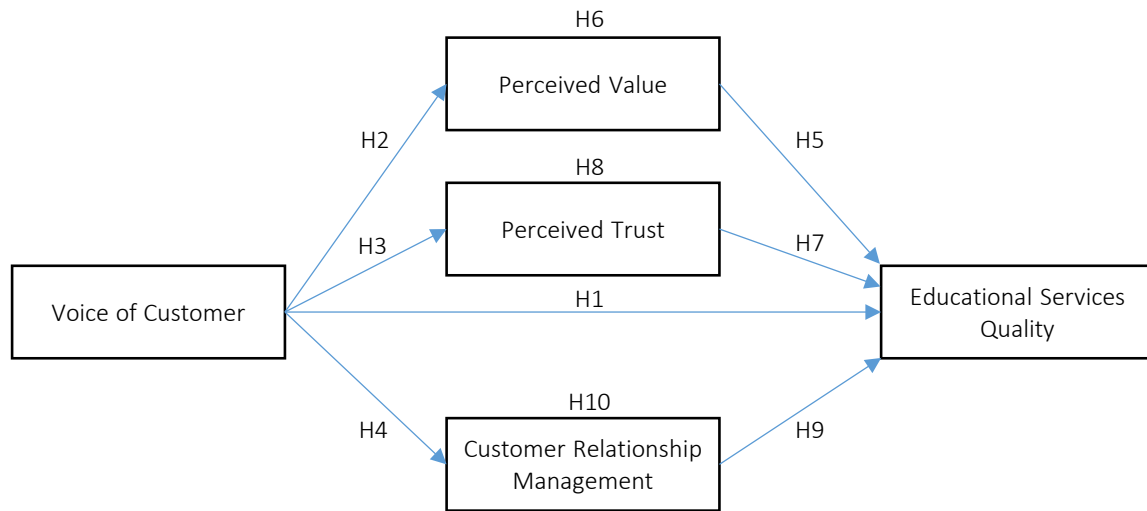 H6
Perceived Value
H2
H5
H8
Perceived Trust
H3
H7
Voice of Customer
H1
Educational Services
Quality
H10
H4
H9
Customer Relationship
Management